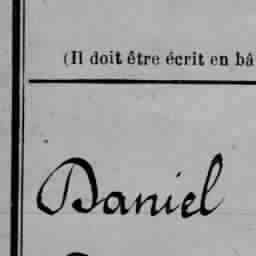 (Il doit être écrit en bâ
Daniel